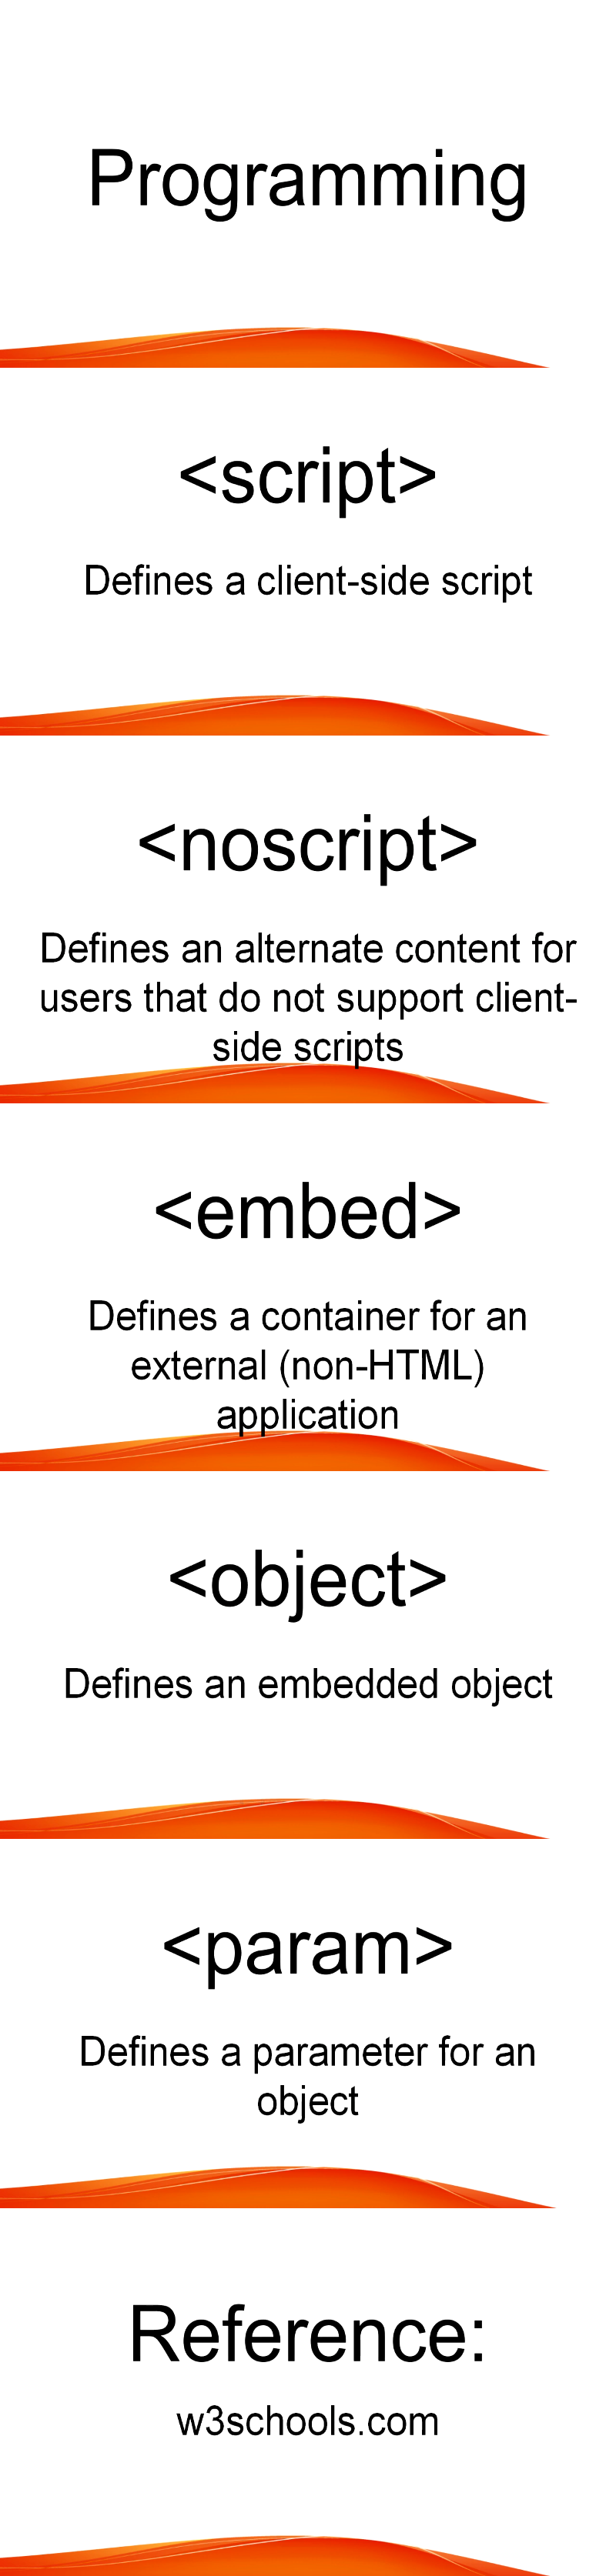 Programming
<script>
Defines a client-side script
<noscript>
Defines an alternate content for
users that do not support client-
side scripts
<embed>
Defines a container for an
external (non-HTML)
application
<object>
Defines an embedded object
<param>
Defines a parameter for an
object
Reference:
w3schools.com